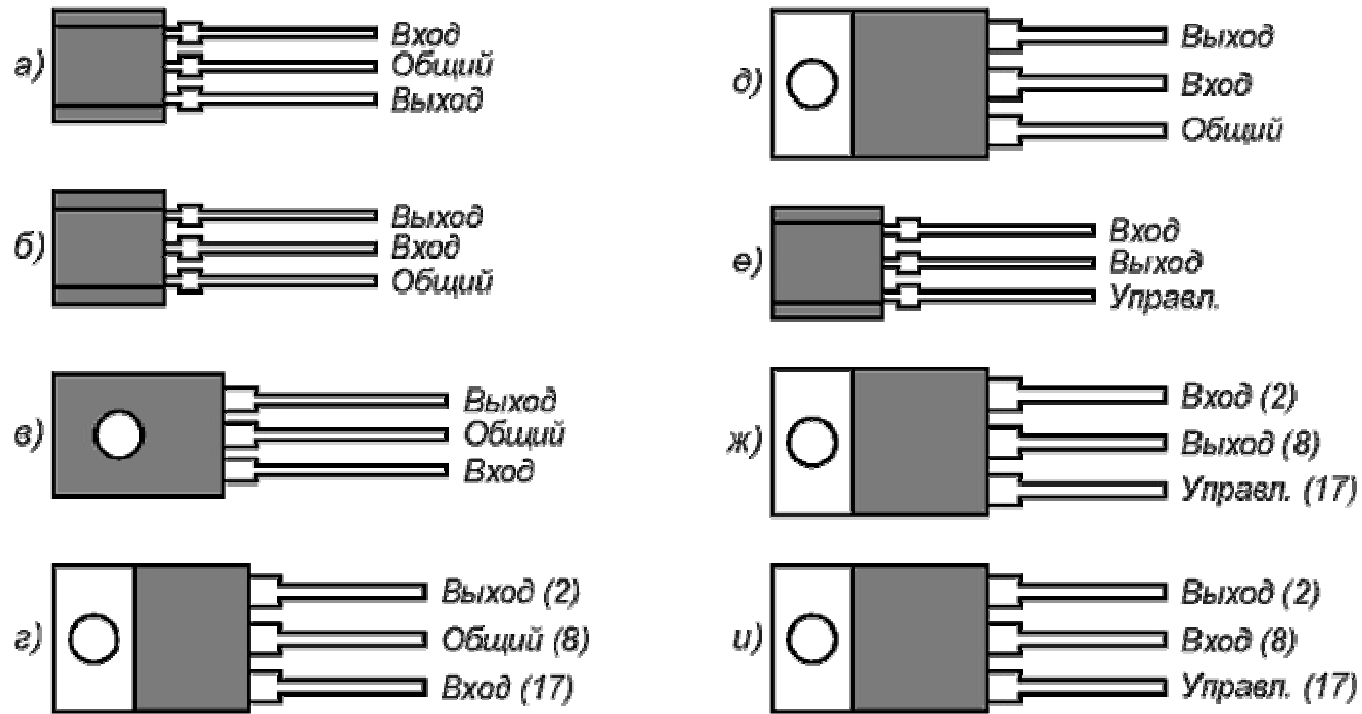 а)
Вход
Общий
Выход
б)
Выход
Вход
Общий
в)
Выход
Общий
Вход
г)
Выход (2)
Общий (8)
Вход (17)
д)
Выход
Вход
Общий
е)
Вход
Выход
Управл.
ж)
Вход (2)
Выход (8)
Управл. (17)
и)
Выход (2)
Вход (8)
Управл. (17)